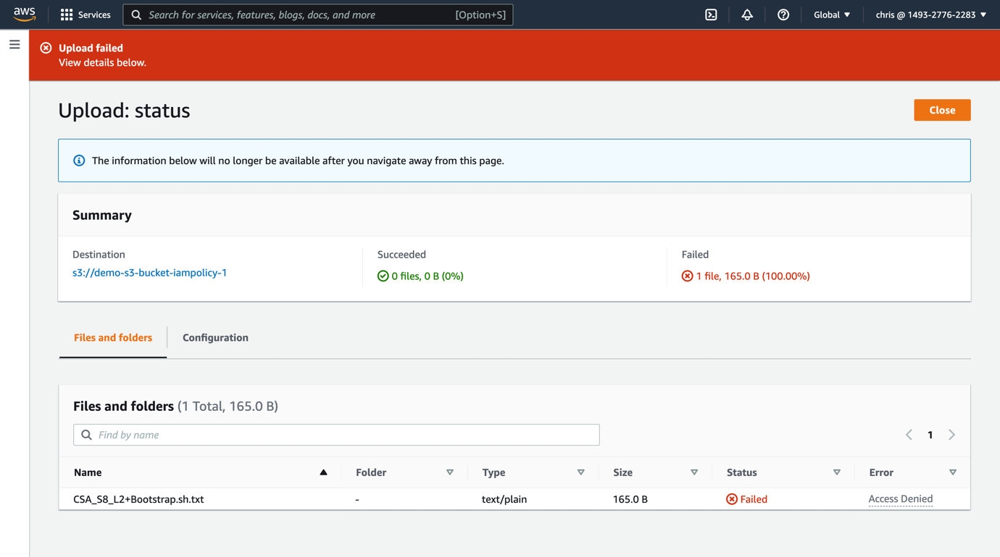 aws
Services
Search for services, features, blogs, docs, and more [Option+S]
Global ▼
chris @ 1493-2776-2283 ▼
Upload failed
View details below.
Upload: status
Close
The information below will no longer be available after you navigate away from this page.
Summary
Destination
s3://demo-s3-bucket-iampolicy-1
Succeeded
0 files, 0 B (0%)
Failed
1 file, 165.0 B (100.00%)
Files and folders
Configuration
Files and folders (1 Total, 165.0 B)
Find by name
1
Name Folder Type Size Status Error
CSA_S8_L2+Bootstrap.sh.txt - text/plain 165.0 B Failed Access Denied